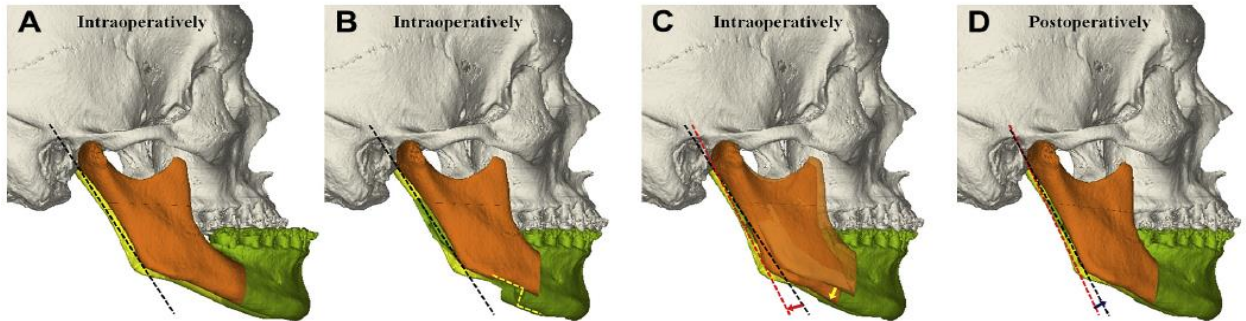 A Intraoperatively
B Intraoperatively
C Intraoperatively
D Postoperatively